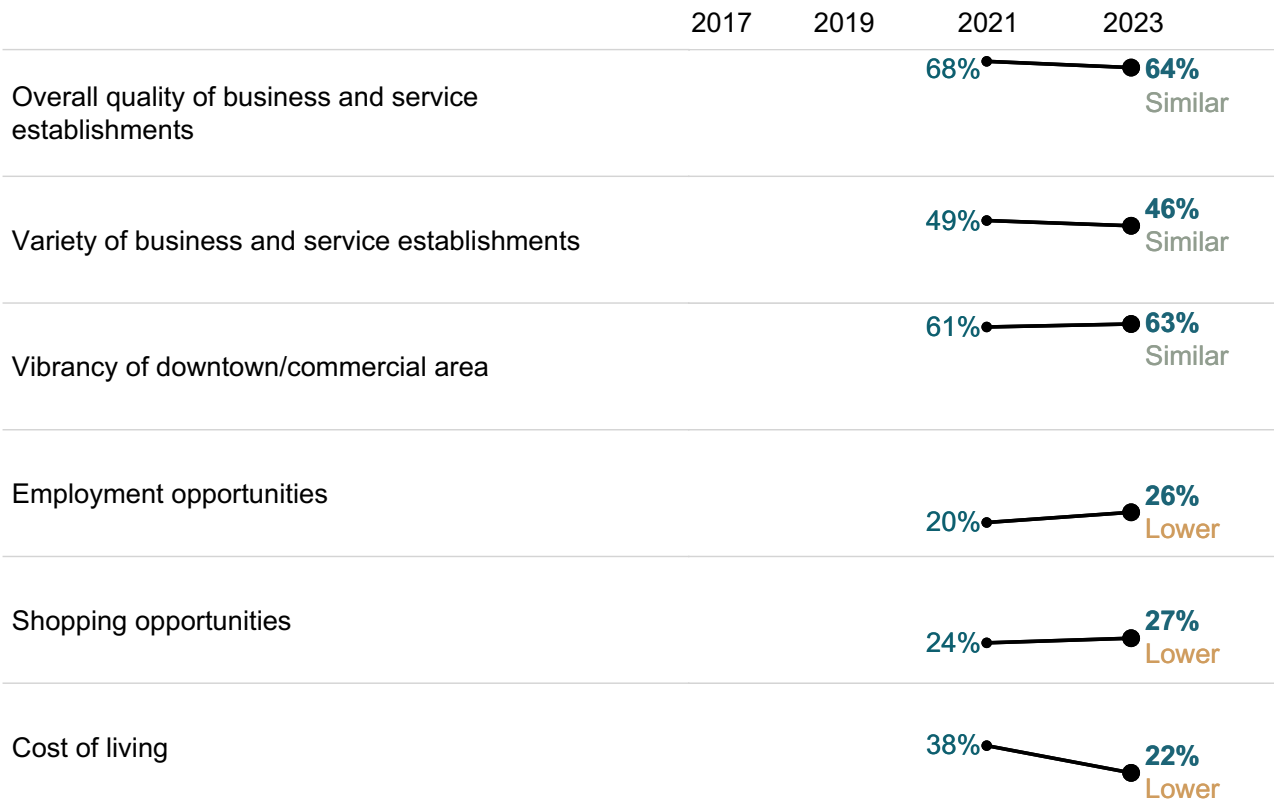 2017 2019 2021 2023
Overall quality of business and service
establishments
68% 64%
Similar
Variety of business and service establishments
49% 46%
Similar
Vibrancy of downtown/commercial area
61% 63%
Similar
Employment opportunities
20% 26%
Lower
Shopping opportunities
24% 27%
Lower
Cost of living
38% 22%
Lower